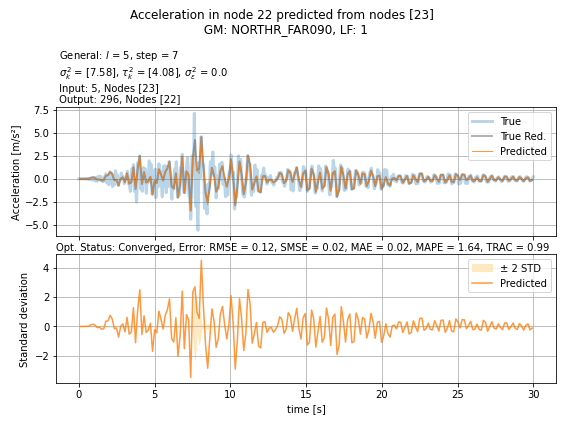 Acceleration in node 22 predicted from nodes [23]
GM: NORTHR_FAR090, LF: 1
General: l = 5, step = 7
σ²ₖ = [7.58], τ²ₖ = [4.08], σ²ₑ = 0.0
Input: 5, Nodes [23]
Output: 296, Nodes [22]
Acceleration [m/s²]
7.5
5.0
2.5
0.0
−2.5
−5.0
True
True Red.
Predicted
Opt. Status: Converged, Error: RMSE = 0.12, SMSE = 0.02, MAE = 0.02, MAPE = 1.64, TRAC = 0.99
Standard deviation
4
2
0
−2
± 2 STD
Predicted
0
5
10
15
20
25
30
time [s]